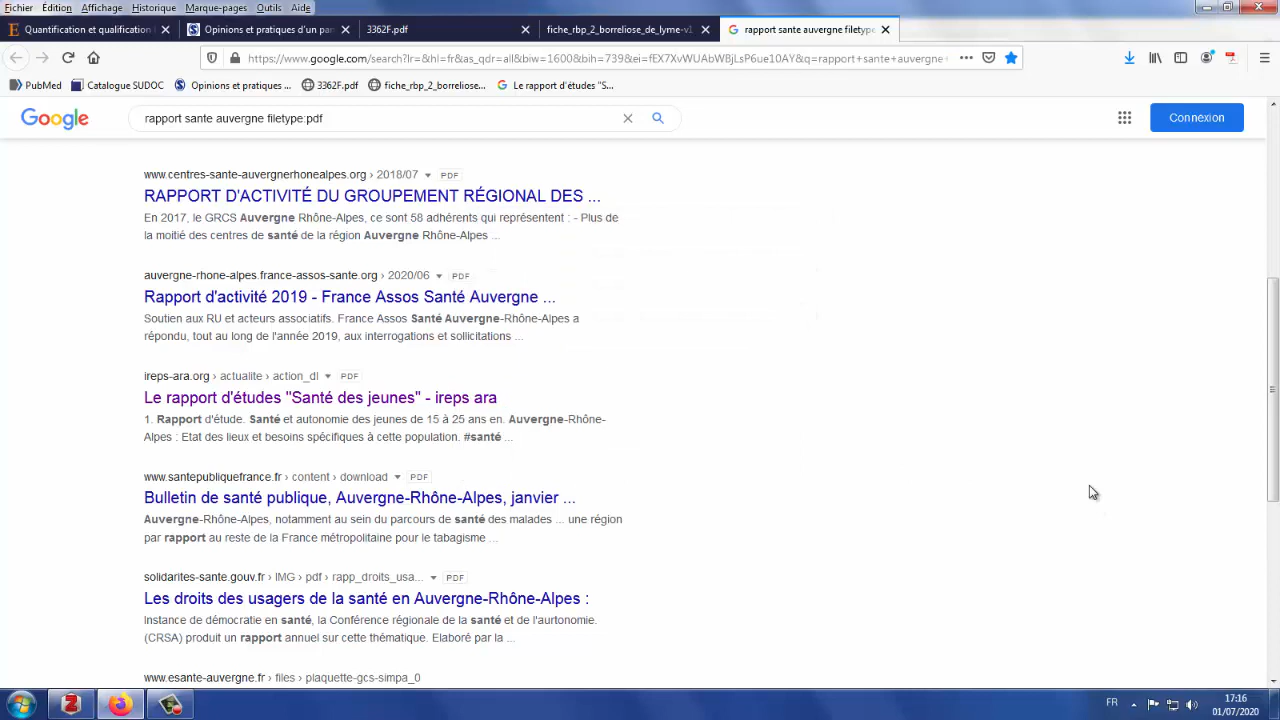 Fichier Édition Affichage Historique Marque-pages Outils Aide
Quantification et qualification
Opinions et pratiques d'un pan
3362F.pdf
fiche_rbp_2_borreliose_de_lyme-v1
rapport sante auvergne filetype:
https://www.google.com/search?lr=&hl=fr&as_qdr=all&biw=1600&bih=739&ei=fEX7XvWUAbWBjLsP6ue10AY&q=rapport+sante+auvergne+
PubMed
Catalogue SUDOC
Opinions et pratiques ...
3362F.pdf
fiche_rbp_2_borreliose...
Le rapport d'études "S...
Google
rapport sante auvergne filetype:pdf
Connexion
www.centres-sante-auvergnerhonealpes.org › 2018/07 PDF
RAPPORT D'ACTIVITÉ DU GROUPEMENT RÉGIONAL DES ...
En 2017, le GRCS Auvergne Rhône-Alpes, ce sont 58 adhérents qui représentent : - Plus de
la moitié des centres de santé de la région Auvergne Rhône-Alpes ...
auvergne-rhone-alpes.france-assos-sante.org › 2020/06 PDF
Rapport d'activité 2019 - France Assos Santé Auvergne ...
Soutien aux RU et acteurs associatifs. France Assos Santé Auvergne-Rhône-Alpes a
répondu, tout au long de l'année 2019, aux interrogations et sollicitations ...
ireps-ara.org › actualite › action_dl PDF
Le rapport d'études "Santé des jeunes" - ireps ara
1. Rapport d'étude. Santé et autonomie des jeunes de 15 à 25 ans en. Auvergne-Rhône-
Alpes : Etat des lieux et besoins spécifiques à cette population. #santé ...
www.santepubliquefrance.fr › content › download PDF
Bulletin de santé publique, Auvergne-Rhône-Alpes, janvier ...
Auvergne-Rhône-Alpes, notamment au sein du parcours de santé des malades ... une région
par rapport au reste de la France métropolitaine pour le tabagisme ...
solidarites-sante.gouv.fr › IMG › pdf › rapp_droits_usa... PDF
Les droits des usagers de la santé en Auvergne-Rhône-Alpes :
Instance de démocratie en santé, la Conférence régionale de la santé et de l'aurtonomie.
(CRSA) produit un rapport annuel sur cette thématique. Elaboré par la ...
www.esante-auvergne.fr › files › plaquette-gcs-simpa_0
FR
17:16
01/07/2020